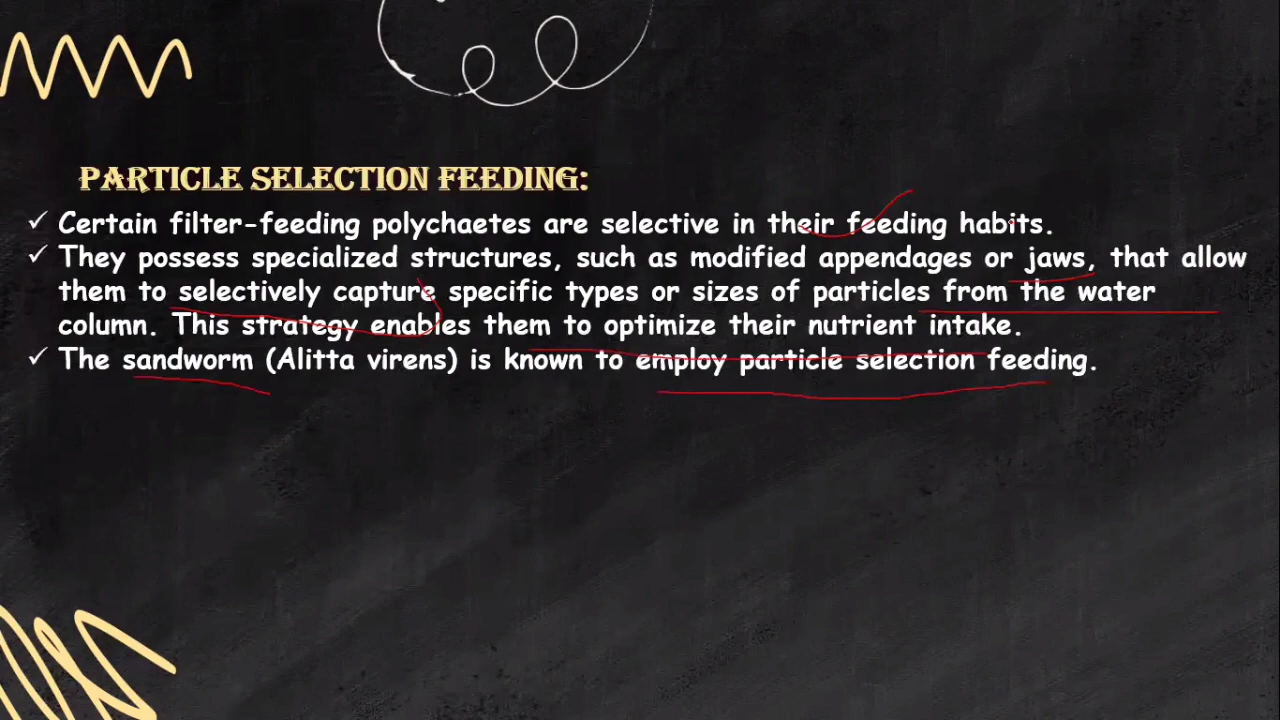 PARTICLE SELECTION FEEDING:
✓ Certain filter-feeding polychaetes are selective in their feeding habits.
✓ They possess specialized structures, such as modified appendages or jaws, that allow
them to selectively capture specific types or sizes of particles from the water
column. This strategy enables them to optimize their nutrient intake.
✓ The sandworm (Alitta virens) is known to employ particle selection feeding.